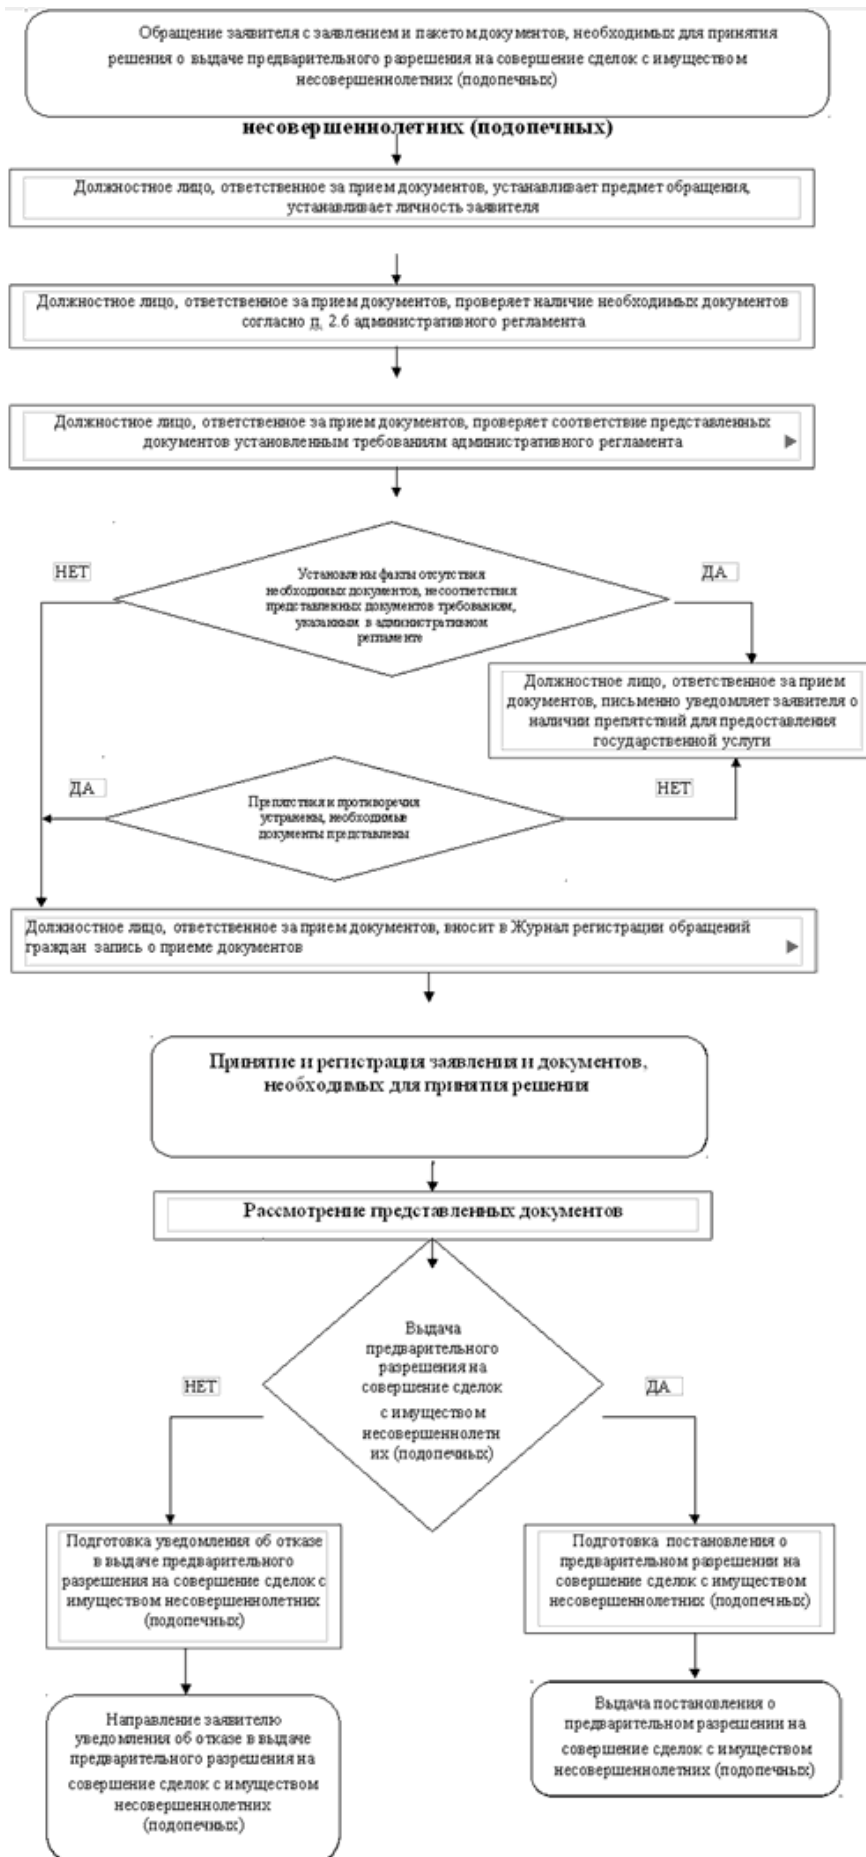 Обращение заявителя с заявлением и пакетом документов, необходимых для принятия
решения о выдаче предварительного разрешения на совершение сделок с имуществом
несовершеннолетних (подопечных)
несовершеннолетних (подопечных)
Должностное лицо, ответственное за прием документов, устанавливает предмет обращения,
устанавливает личность заявителя
Должностное лицо, ответственное за прием документов, проверяет наличие необходимых документов
согласно п. 2.6 административного регламента
Должностное лицо, ответственное за прием документов, проверяет соответствие представленных
документов установленным требованиям административного регламента
НЕТ
ДА
Установлены факты отсутствия
необходимых документов, несоответствия
представленных документов требованиям,
указанным в административном
регламенте
Должностное лицо, ответственное за прием
документов, письменно уведомляет заявителя о
наличии препятствий для предоставления
государственной услуги
ДА
НЕТ
Препятствия и противоречия
устранены, необходимые
документы представлены
Должностное лицо, ответственное за прием документов, вносит в Журнал регистрации обращений
граждан запись о приеме документов
Принятие и регистрация заявления и документов,
необходимых для принятия решения
Рассмотрение представленных документов
Выдача
предварительного
разрешения на
совершение сделок
с имуществом
несовершеннолетн
их (подопечных)
НЕТ
ДА
Подготовка уведомления об отказе
в выдаче предварительного
разрешения на совершение сделок с
имуществом несовершеннолетних
(подопечных)
Подготовка постановления о
предварительном разрешении на
совершение сделок с имуществом
несовершеннолетних (подопечных)
Направление заявителю
уведомления об отказе в выдаче
предварительного разрешения на
совершение сделок с имуществом
несовершеннолетних
(подопечных)
Выдача постановления о
предварительном разрешении на
совершение сделок с имуществом
несовершеннолетних (подопечных)